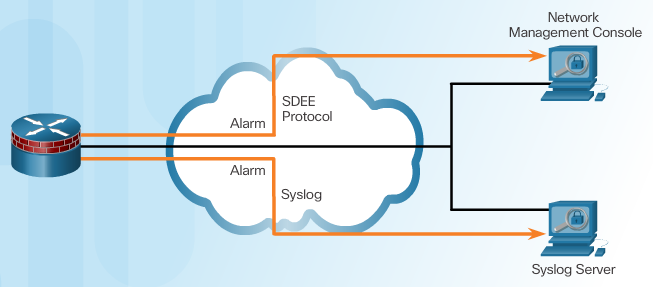 Network
Management Console
SDEE
Protocol
Alarm
Alarm
Syslog
Syslog Server